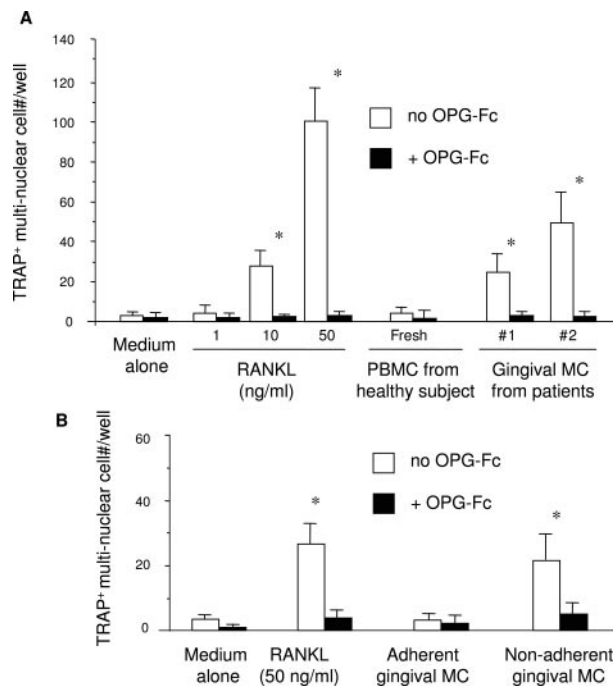 A
TRAP+ multi-nuclear cell#/well
140
120
100
80
60
40
20
0
no OPG-Fc
+ OPG-Fc
*
*
*
*
1 10 50 Fresh #1 #2
Medium alone
RANKL (ng/ml)
PBMC from healthy subject
Gingival MC from patients
B
TRAP+ multi-nuclear cell#/well
60
40
20
0
no OPG-Fc
+ OPG-Fc
*
*
Medium alone
RANKL (50 ng/ml)
Adherent gingival MC
Non-adherent gingival MC